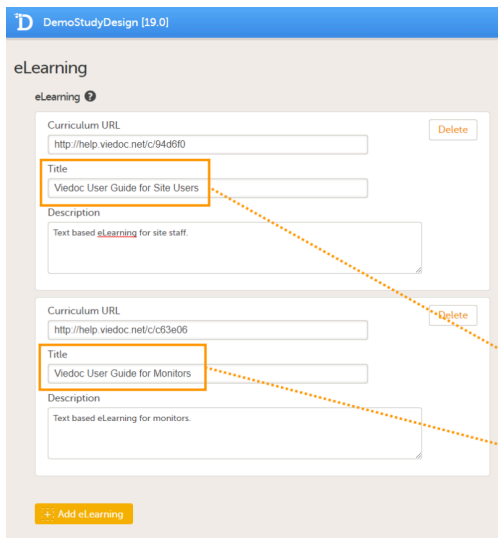 DemoStudyDesign [19.0]
eLearning
eLearning ?
Curriculum URL
Delete
http://help.viedoc.net/c/94d6f0
Title
Viedoc User Guide for Site Users
Description
Text based eLearning for site staff.
Curriculum URL
Delete
http://help.viedoc.net/c/c63e06
Title
Viedoc User Guide for Monitors
Description
Text based eLearning for monitors.
+ Add eLearning